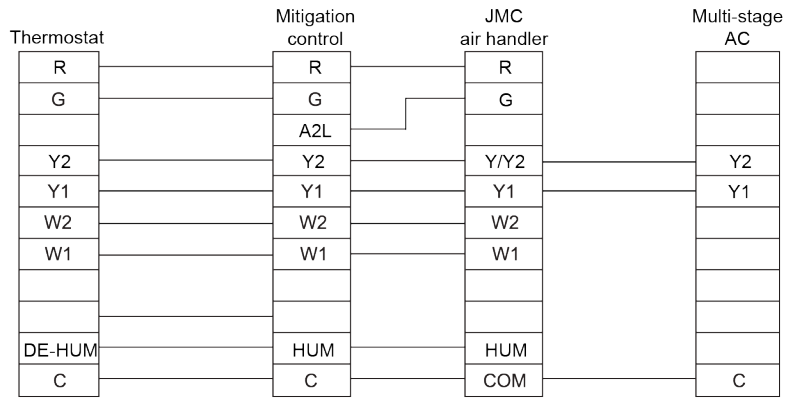 Thermostat
Mitigation
control
JMC
air handler
Multi-stage
AC
R R R
G G G
A2L
Y2 Y2 Y/Y2 Y2
Y1 Y1 Y1 Y1
W2 W2 W2
W1 W1 W1
DE-HUM HUM HUM
C C COM C